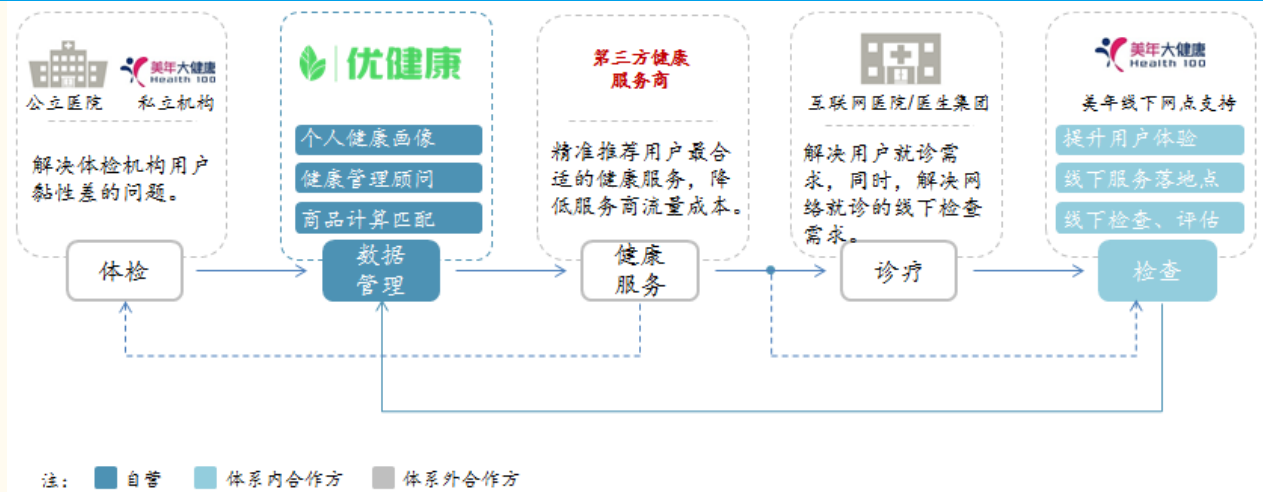 美年大健康
Health 100
公立医院
私立机构
解决体检机构用户
黏性差的问题。
体检
优健康
个人健康画像
健康管理顾问
商品计算匹配
数据
管理
第三方健康
服务商
精准推荐用户最合
适的健康服务，降
低服务商流量成本。
健康
服务
互联网医院/医生集团
解决用户就诊需
求，同时，解决网
络就诊的线下检查
需求。
诊疗
美年大健康
Health 100
美年线下网点支持
提升用户体验
线下服务落地点
线下检查、评估
检查
注：
自营
体系内合作方
体系外合作方